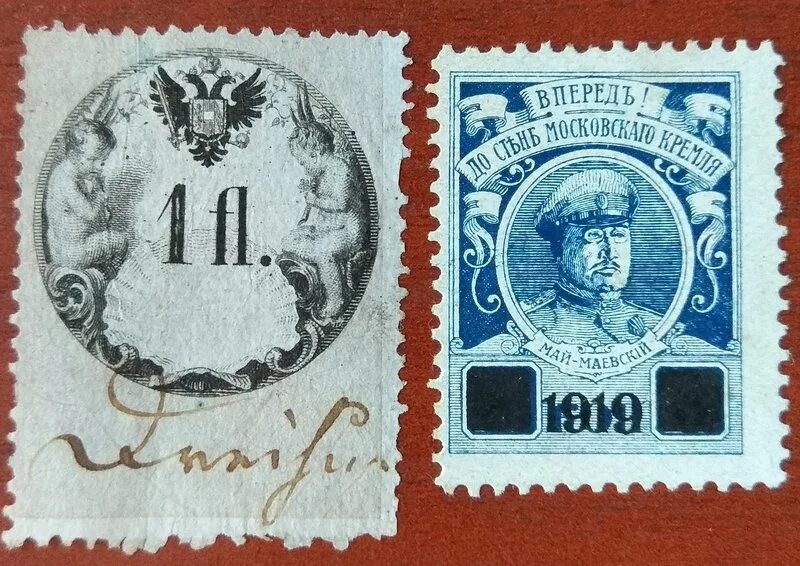 1 fl.
ВПЕРЕДЪ!
ДО СТѢНЪ МОСКОВСКАГО КРЕМЛЯ
МАЙ-МАЕВСКІЙ
1919